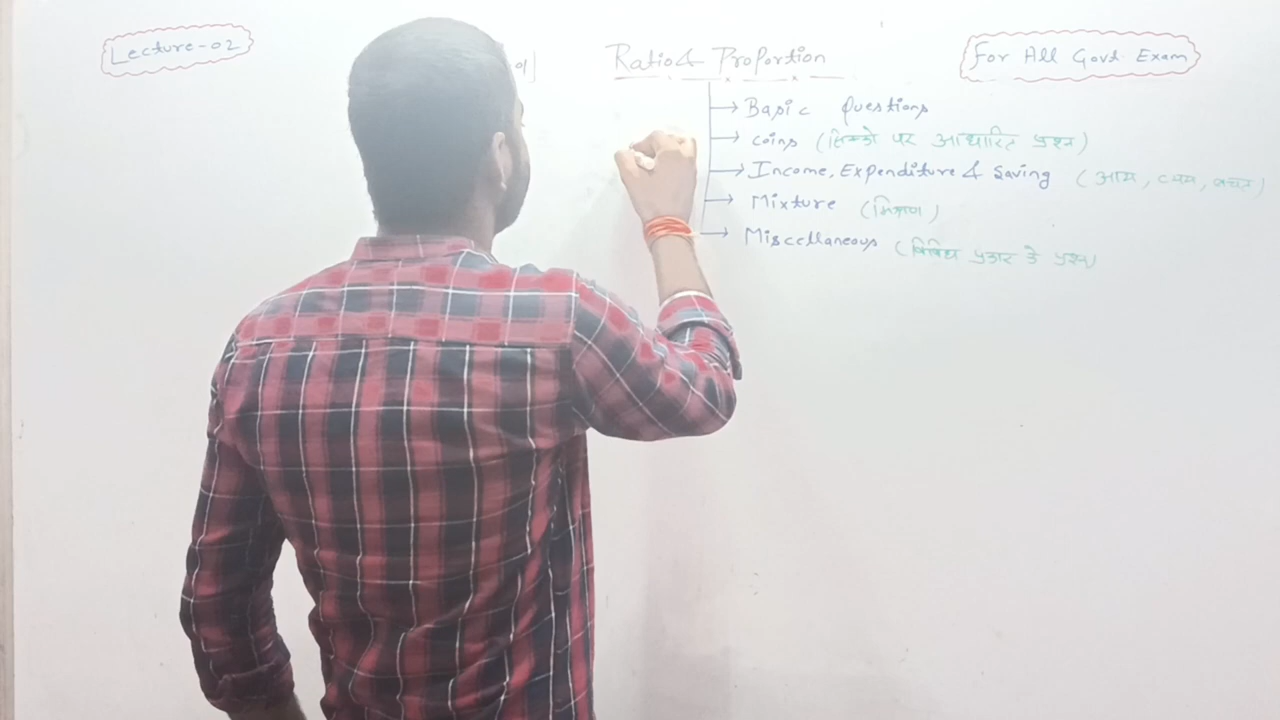 Lecture-02
Ratio & Proportion
For All Govt. Exam
Basic Questions
Coins (सिक्को पर आधारित प्रश्न)
Income, Expenditure & Saving (आय, व्यय, बचत)
Mixture (मिश्रण)
Miscellaneous (विविध प्रकार के प्रश्न)